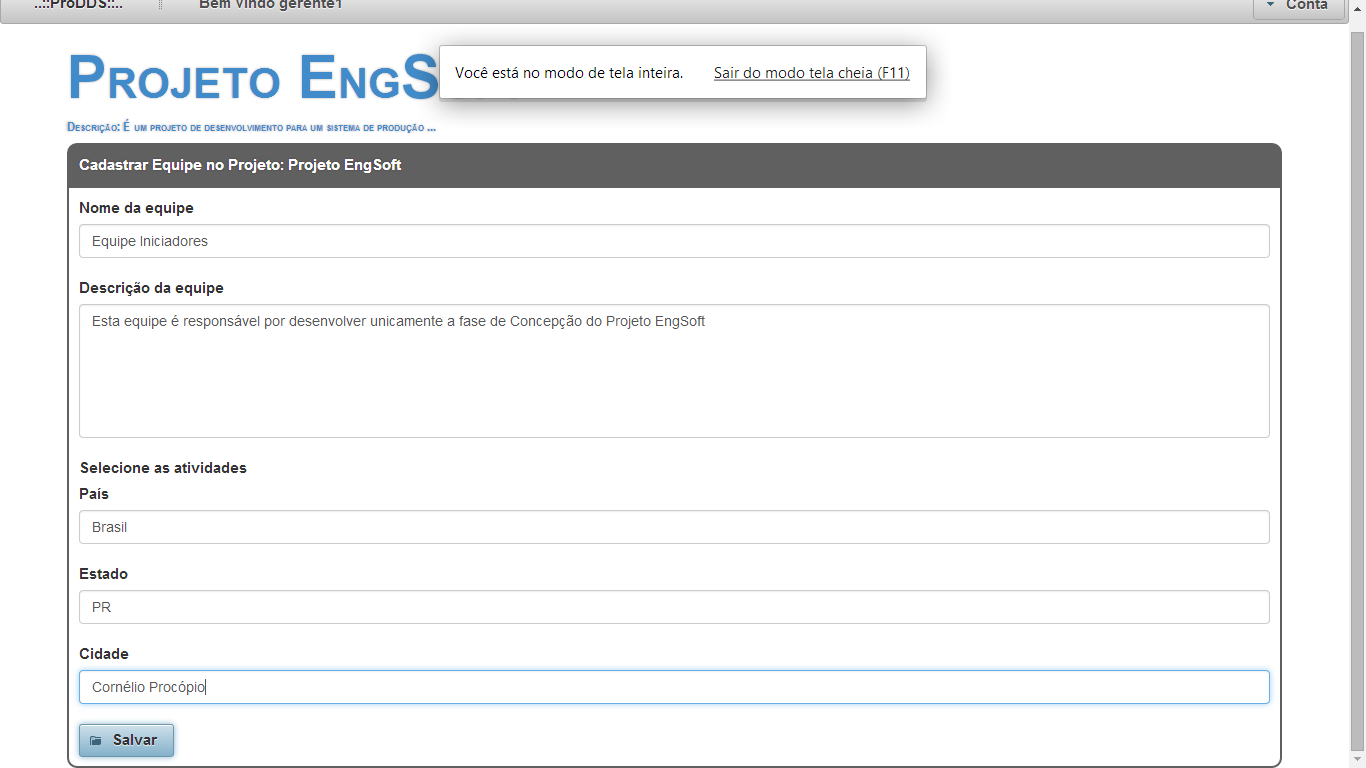 ..::ProDDS::.. Bem vindo gerente1 Conta
Projeto EngS
Você está no modo de tela inteira. Sair do modo tela cheia (F11)
Descrição: É um projeto de desenvolvimento para um sistema de produção ...
Cadastrar Equipe no Projeto: Projeto EngSoft
Nome da equipe
Equipe Iniciadores
Descrição da equipe
Esta equipe é responsável por desenvolver unicamente a fase de Concepção do Projeto EngSoft
Selecione as atividades
País
Brasil
Estado
PR
Cidade
Cornélio Procópio
Salvar